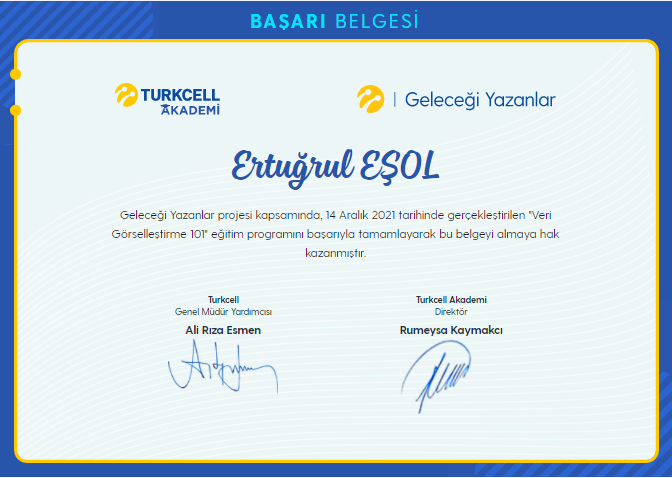 BAŞARI BELGESİ
TURKCELL
AKADEMİ
Geleceği Yazanlar
Ertuğrul EŞOL
Geleceği Yazanlar projesi kapsamında, 14 Aralık 2021 tarihinde gerçekleştirilen "Veri
Görselleştirme 101" eğitim programını başarıyla tamamlayarak bu belgeyi almaya hak
kazanmıştır.
Turkcell
Genel Müdür Yardımcısı
Ali Rıza Esmen
Turkcell Akademi
Direktör
Rumeysa Kaymakcı